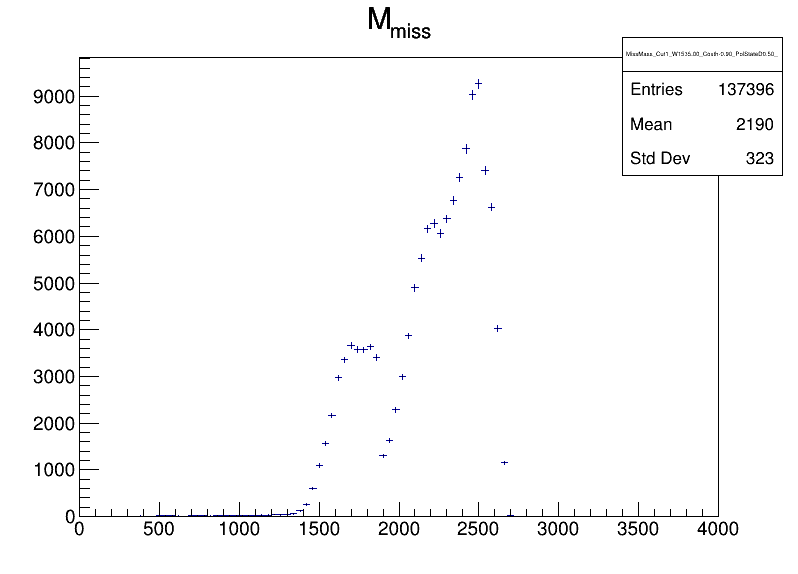 M_miss
MissMass_Cut1_W1535.00_Costh-0.90_PolStateD0.50_
Entries 137396
Mean 2190
Std Dev 323
9000
8000
7000
6000
5000
4000
3000
2000
1000
0
0 500 1000 1500 2000 2500 3000 3500 4000